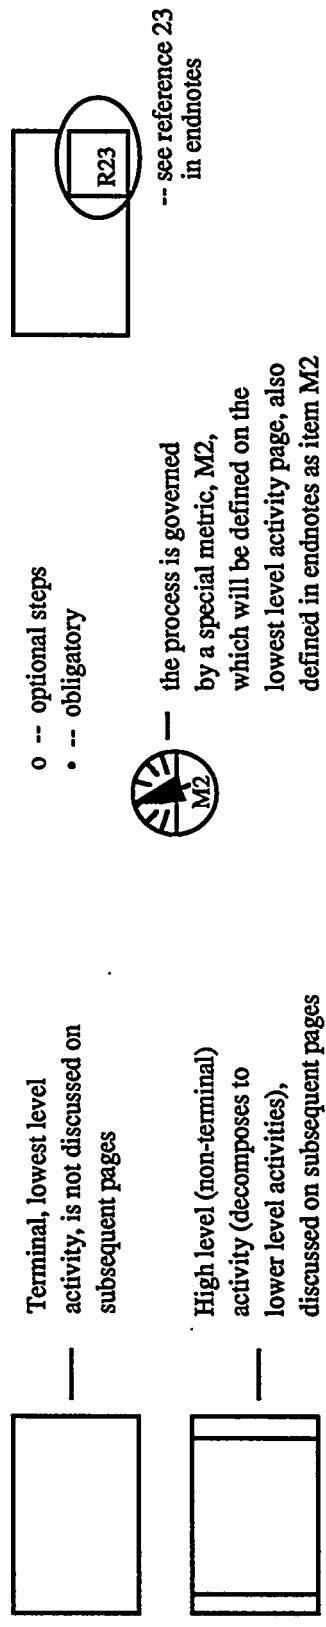 Terminal, lowest level
activity, is not discussed on
subsequent pages
High level (non-terminal)
activity (decomposes to
lower level activities),
discussed on subsequent pages
o -- optional steps
• -- obligatory
M2
— the process is governed
by a special metric, M2,
which will be defined on the
lowest level activity page, also
defined in endnotes as item M2
R23
-- see reference 23
in endnotes